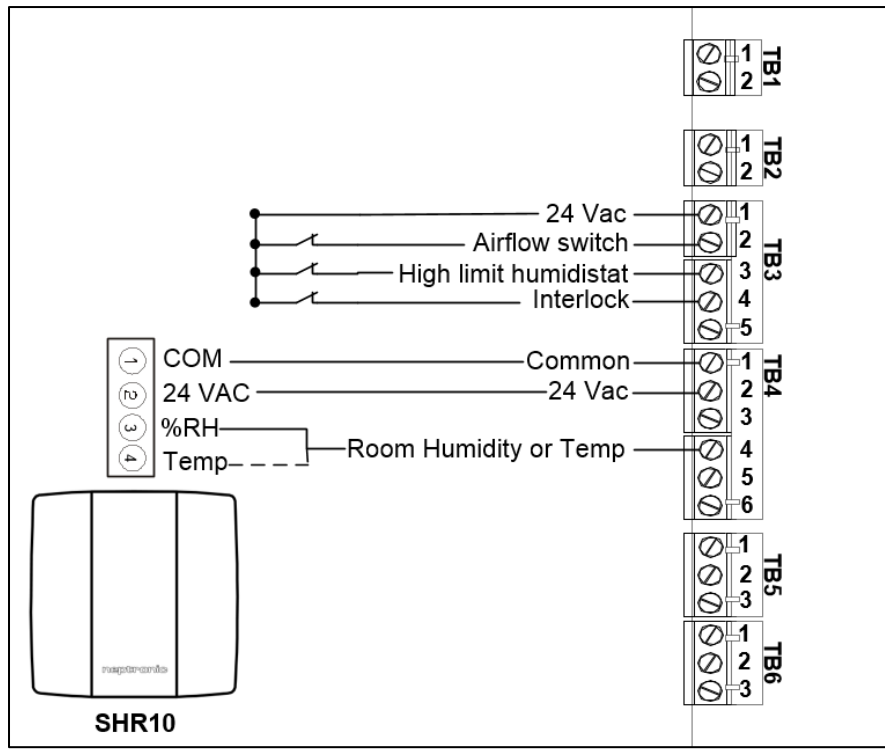 1
2
TB1
1
2
TB2
24 Vac 1
Airflow switch 2
High limit humidistat 3
Interlock 4
5
TB3
1 COM Common 1
2 24 VAC 24 Vac 2
3
3 %RH
Room Humidity or Temp 4
4 Temp
5
6
TB4
1
2
3
TB5
1
2
3
TB6
neptronic
SHR10